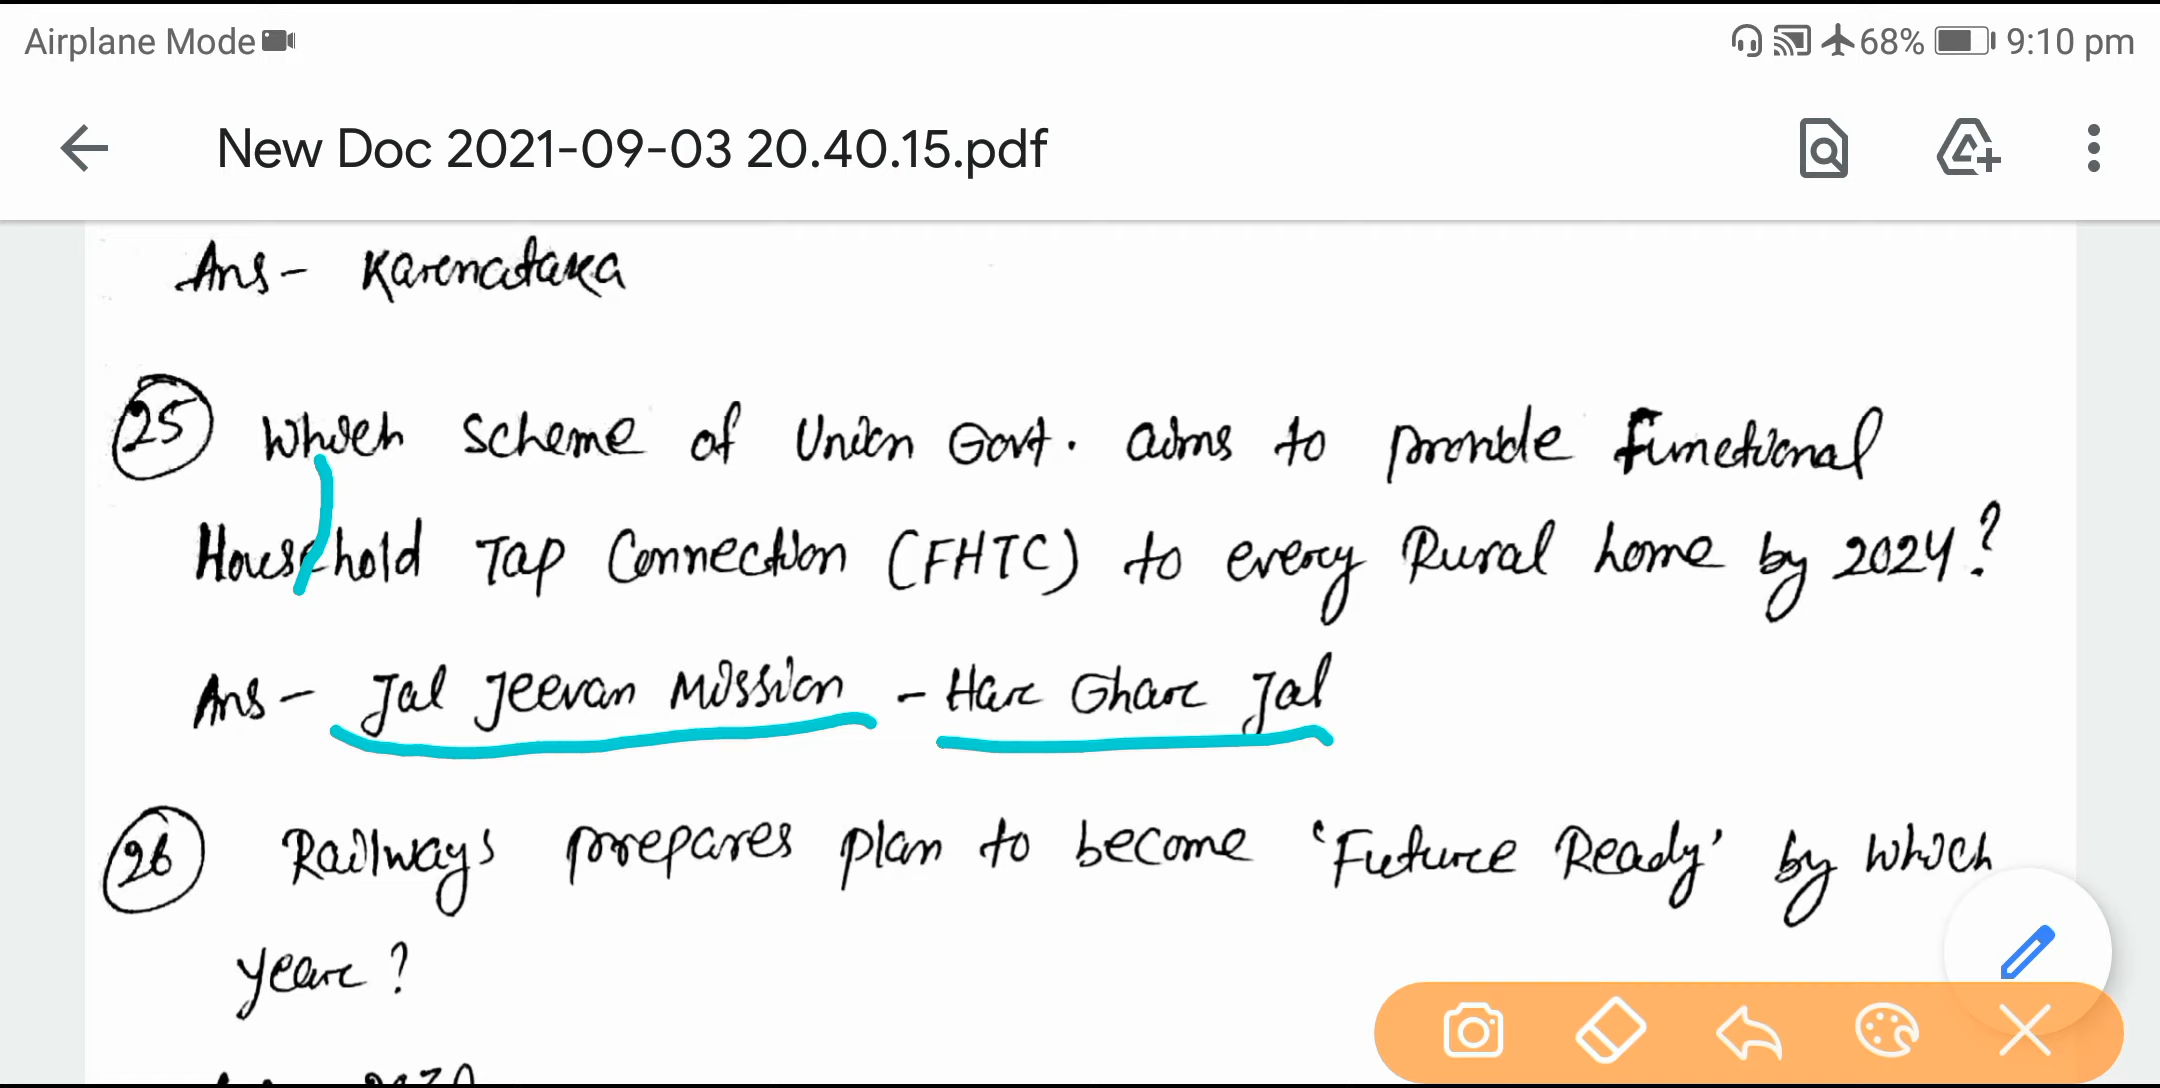 Airplane Mode 68% 9:10 pm
New Doc 2021-09-03 20.40.15.pdf
Ans - Karenataka
25 Which scheme of Union Govt. aims to provide Functional
Household Tap Connection (FHTC) to every Rural home by 2024?
Ans - Jal Jeevan Mission - Har Ghar Jal
26 Railways prepares plan to become 'Future Ready' by which
year?